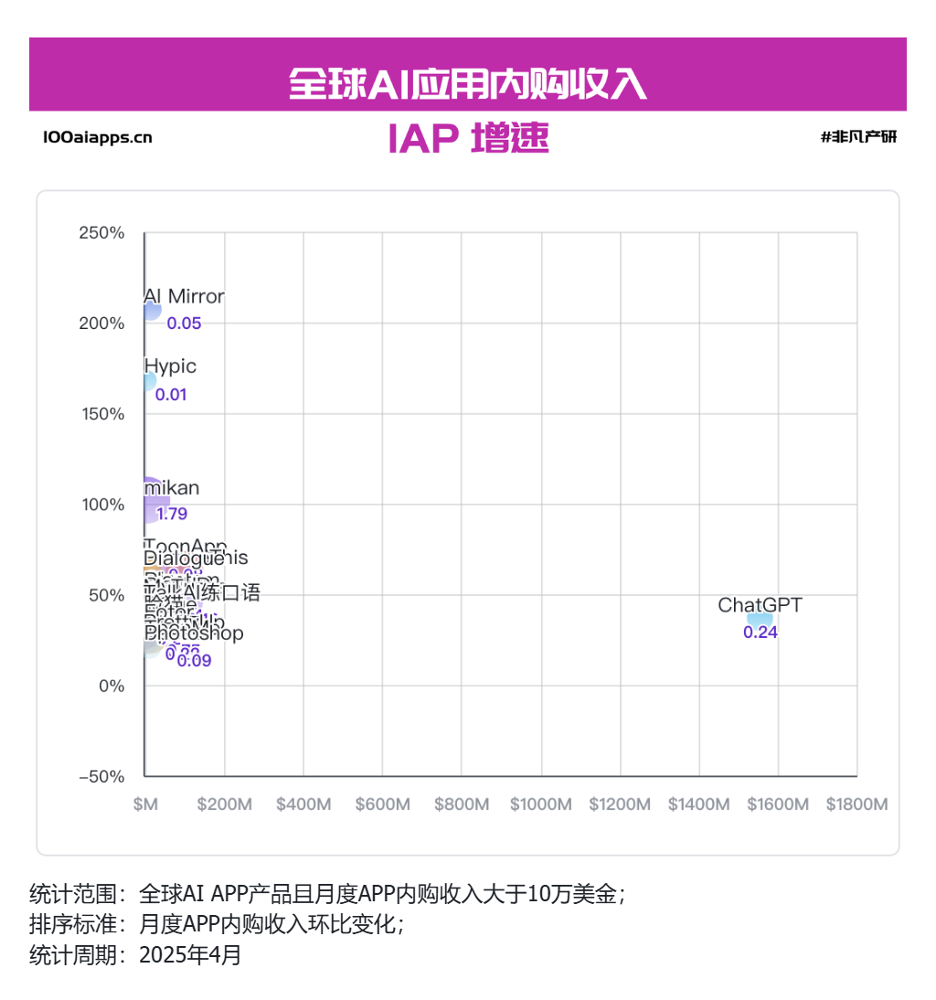 全球AI应用内购收入
100aiapps.cn
IAP 增速
#非凡产研
250%
AI Mirror
200%
0.05
Hypic
0.01
150%
mikan
100%
1.79
ToonApp
Dialogue
50%
AI练口语
ChatGPT
0.24
Photoshop
0.09
0%
–50%
$M
$200M
$400M
$600M
$800M
$1000M
$1200M
$1400M
$1600M
$1800M
统计范围：全球AI APP产品且月度APP内购收入大于10万美金；
排序标准：月度APP内购收入环比变化；
统计周期：2025年4月